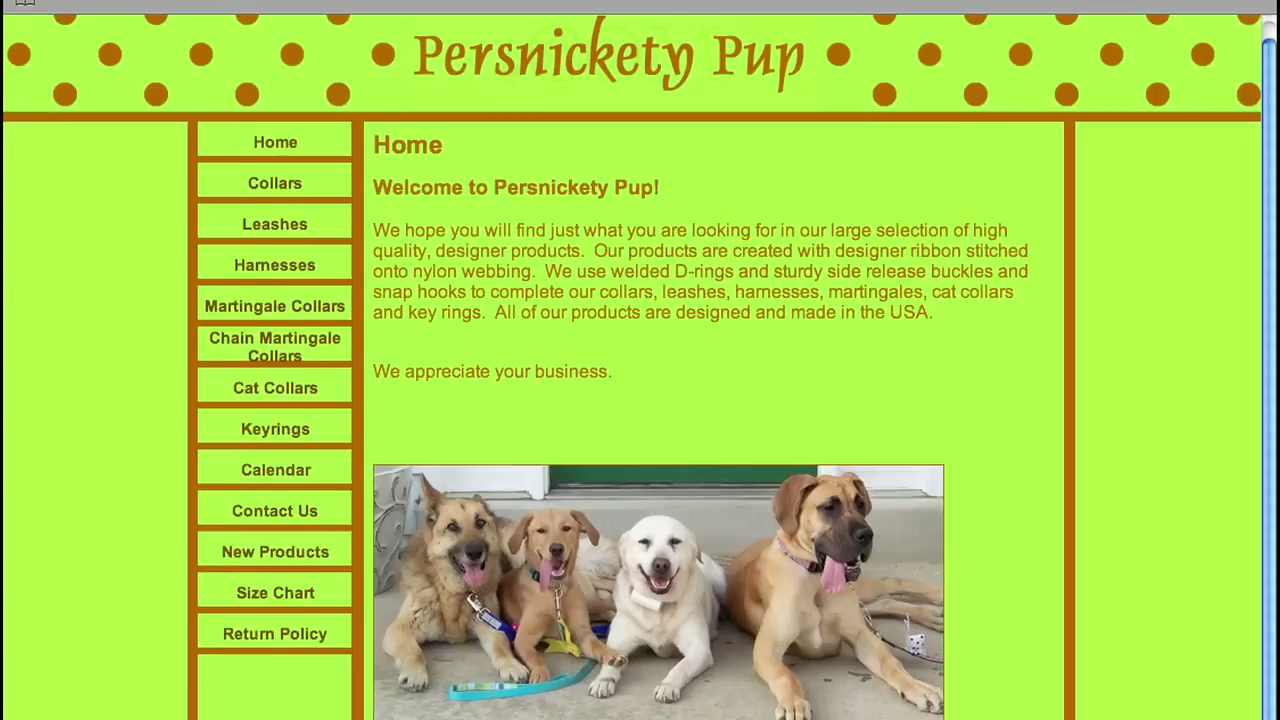 Persnickety Pup
Home
Collars
Leashes
Harnesses
Martingale Collars
Chain Martingale
Collars
Cat Collars
Keyrings
Calendar
Contact Us
New Products
Size Chart
Return Policy
Home
Welcome to Persnickety Pup!
We hope you will find just what you are looking for in our large selection of high
quality, designer products.  Our products are created with designer ribbon stitched
onto nylon webbing.  We use welded D-rings and sturdy side release buckles and
snap hooks to complete our collars, leashes, harnesses, martingales, cat collars
and key rings.  All of our products are designed and made in the USA.
We appreciate your business.